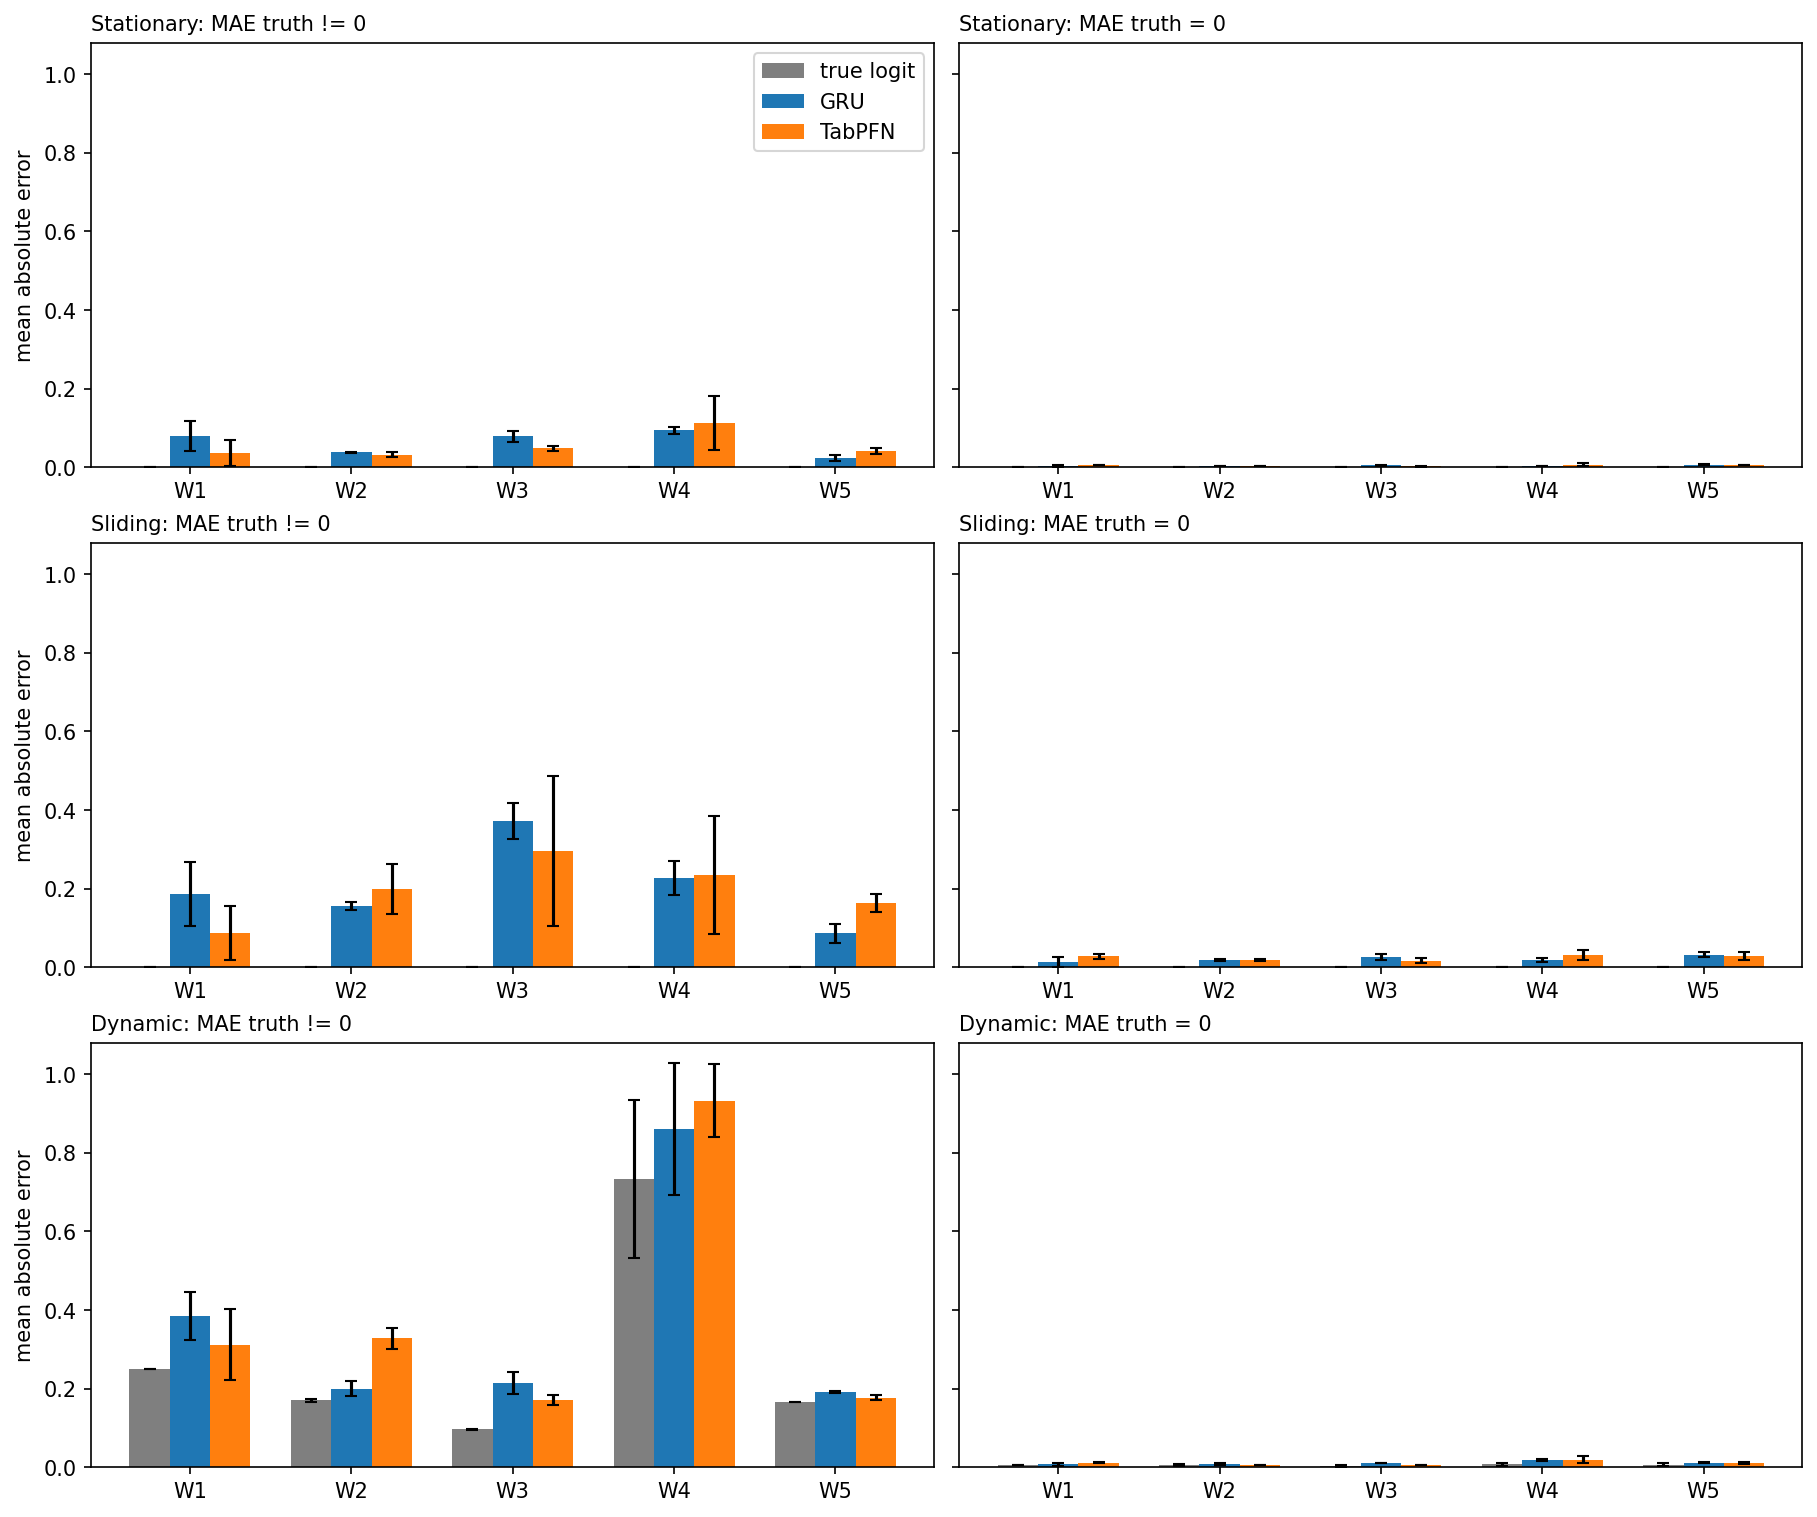 Stationary: MAE truth != 0
Stationary: MAE truth = 0
true logit
GRU
TabPFN
mean absolute error
1.0
0.8
0.6
0.4
0.2
0.0
W1 W2 W3 W4 W5
W1 W2 W3 W4 W5
Sliding: MAE truth != 0
Sliding: MAE truth = 0
mean absolute error
1.0
0.8
0.6
0.4
0.2
0.0
W1 W2 W3 W4 W5
W1 W2 W3 W4 W5
Dynamic: MAE truth != 0
Dynamic: MAE truth = 0
mean absolute error
1.0
0.8
0.6
0.4
0.2
0.0
W1 W2 W3 W4 W5
W1 W2 W3 W4 W5